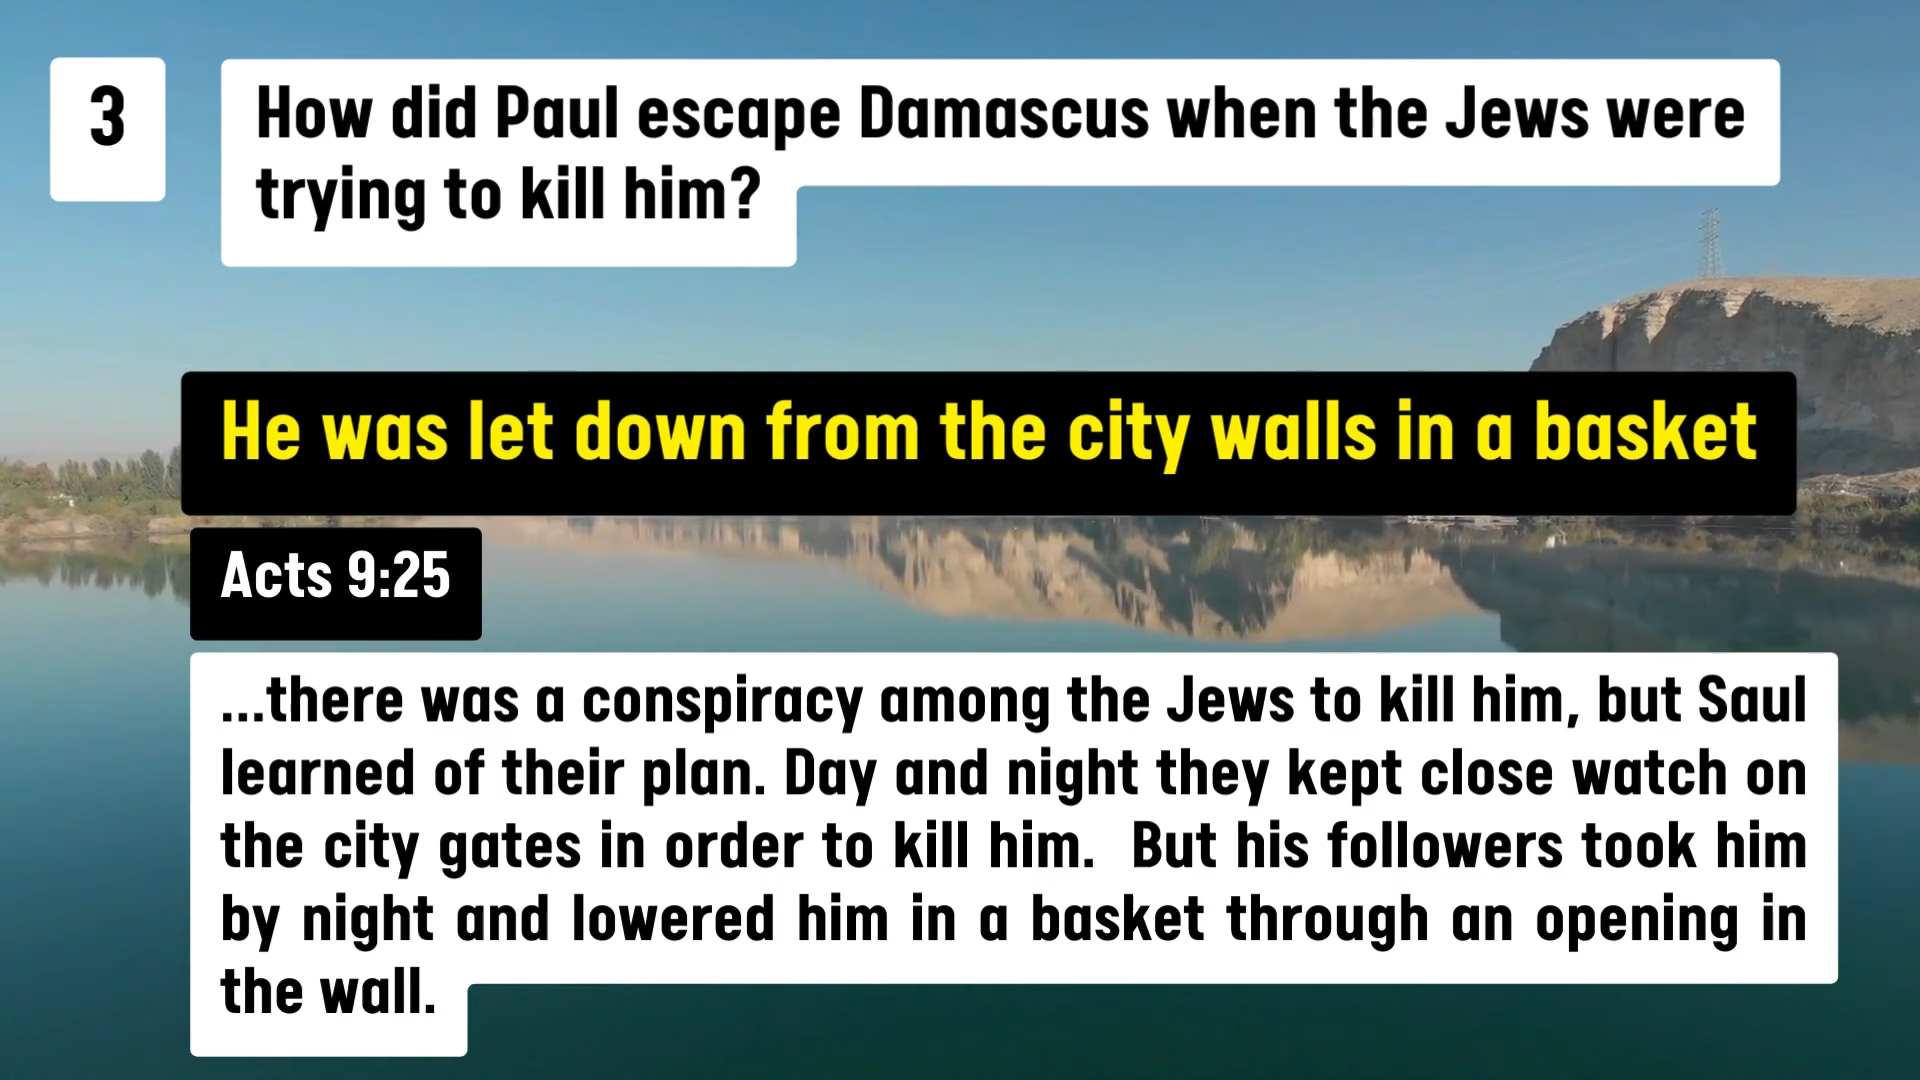 3
How did Paul escape Damascus when the Jews were
trying to kill him?
He was let down from the city walls in a basket
Acts 9:25
...there was a conspiracy among the Jews to kill him, but Saul
learned of their plan. Day and night they kept close watch on
the city gates in order to kill him.  But his followers took him
by night and lowered him in a basket through an opening in
the wall.